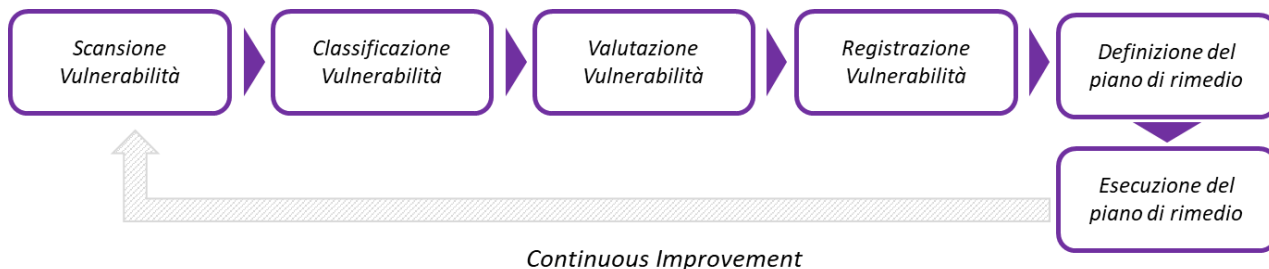 Scansione
Vulnerabilità
Classificazione
Vulnerabilità
Valutazione
Vulnerabilità
Registrazione
Vulnerabilità
Definizione del
piano di rimedio
Esecuzione del
piano di rimedio
Continuous Improvement